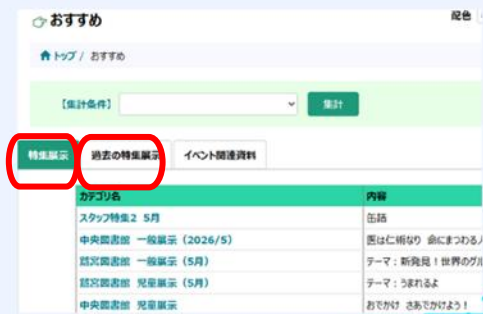 おすすめ
配色
トップ / おすすめ
【集計条件】
集計
特集展示 過去の特集展示 イベント関連資料
カテゴリ名 内容
スタッフ特集2 5月 缶詰
中央図書館 一般展示 (2026/5) 医は仁術なり 命にまつわる人
鷲宮図書館 一般展示 (5月) テーマ：新発見！世界のグル
鷲宮図書館 児童展示 (5月) テーマ：うまれるよ
中央図書館 児童展示 おでかけ さあでかけよう！